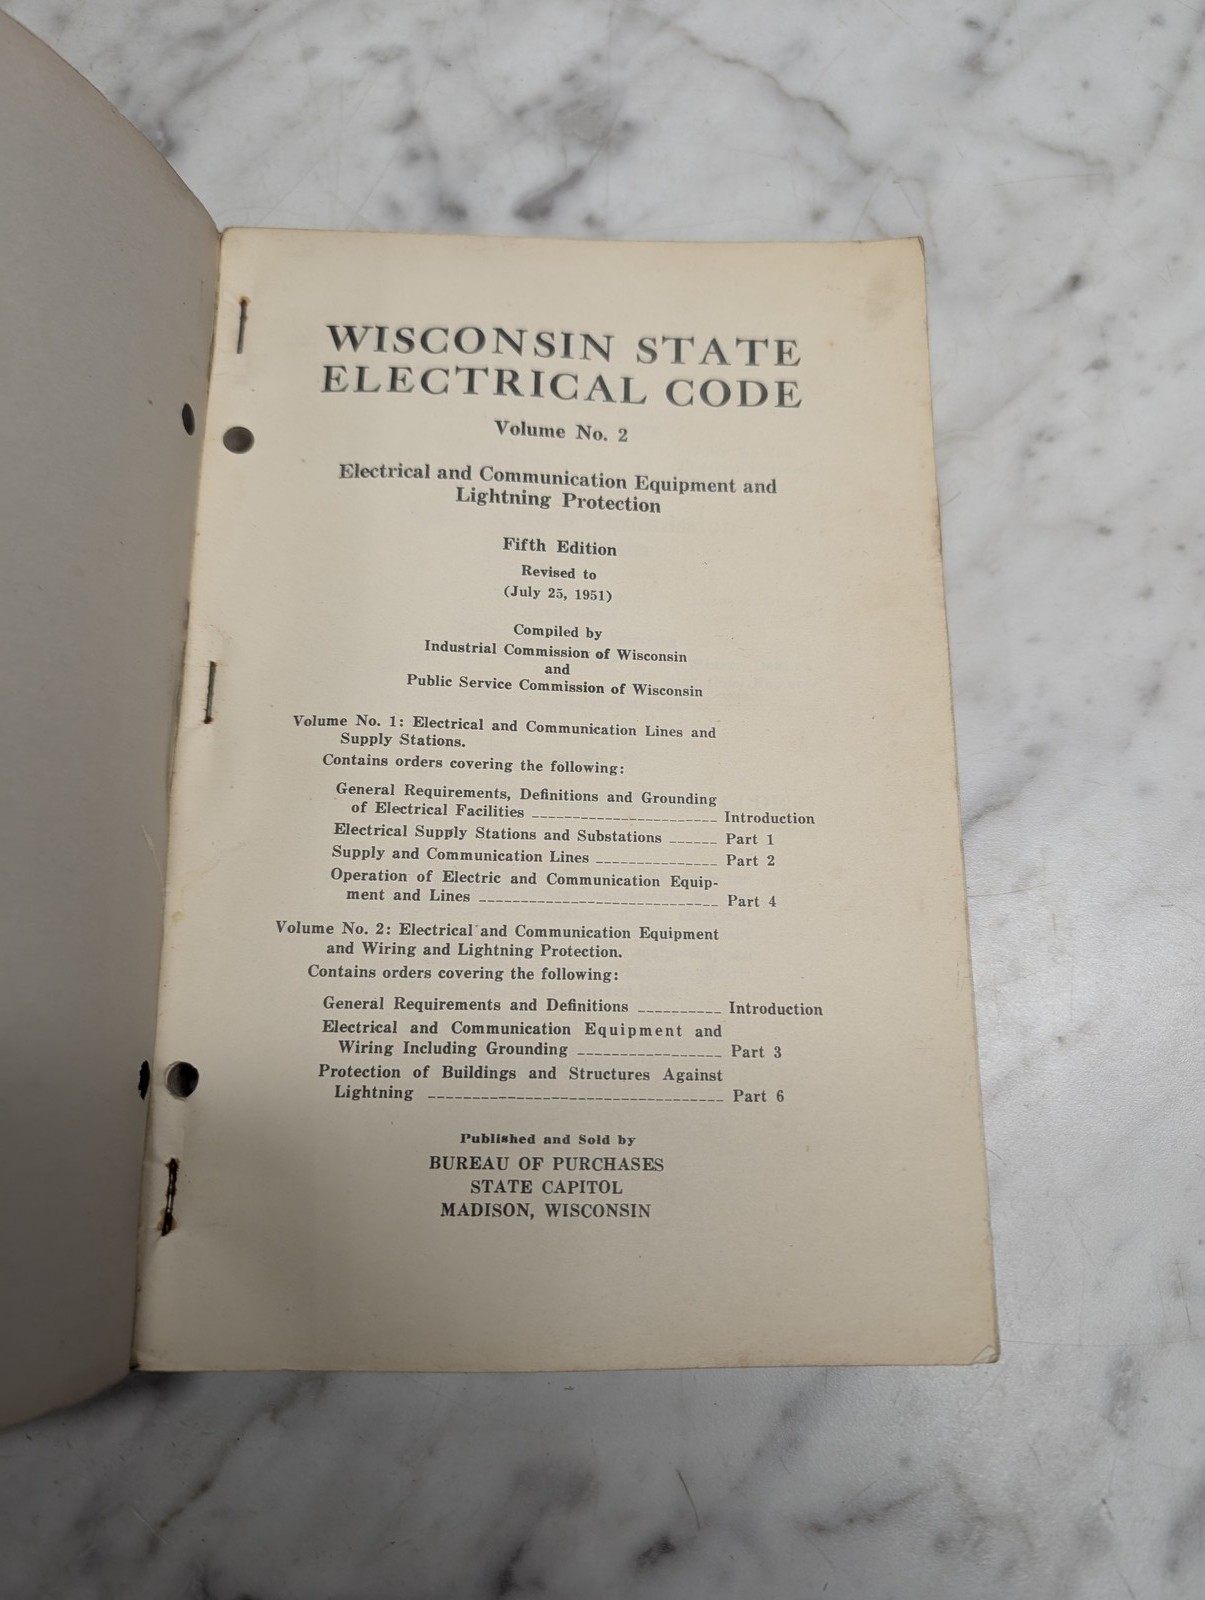 WISCONSIN STATE
ELECTRICAL CODE
Volume No. 2
Electrical and Communication Equipment and
Lightning Protection
Fifth Edition
Revised to
(July 25, 1951)
Compiled by
Industrial Commission of Wisconsin
and
Public Service Commission of Wisconsin
Volume No. 1: Electrical and Communication Lines and
Supply Stations.
Contains orders covering the following:
General Requirements, Definitions and Grounding
of Electrical Facilities ______________________ Introduction
Electrical Supply Stations and Substations ______ Part 1
Supply and Communication Lines _______________ Part 2
Operation of Electric and Communication Equip-
ment and Lines _____________________________ Part 4
Volume No. 2: Electrical and Communication Equipment
and Wiring and Lightning Protection.
Contains orders covering the following:
General Requirements and Definitions __________ Introduction
Electrical and Communication Equipment and
Wiring Including Grounding _________________ Part 3
Protection of Buildings and Structures Against
Lightning ___________________________________ Part 6
Published and Sold by
BUREAU OF PURCHASES
STATE CAPITOL
MADISON, WISCONSIN